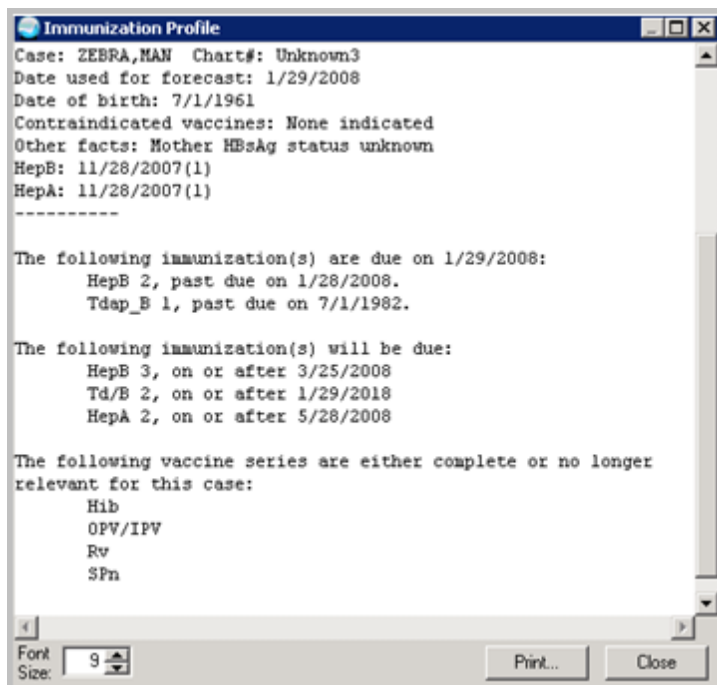 Immunization Profile
Case: ZEBRA,MAN  Chart#: Unknown3
Date used for forecast: 1/29/2008
Date of birth: 7/1/1961
Contraindicated vaccines: None indicated
Other facts: Mother HBsAg status unknown
HepB: 11/28/2007(1)
HepA: 11/28/2007(1)
----------
The following immunization(s) are due on 1/29/2008:
HepB 2, past due on 1/28/2008.
Tdap_B 1, past due on 7/1/1982.
The following immunization(s) will be due:
HepB 3, on or after 3/25/2008
Td/B 2, on or after 1/29/2018
HepA 2, on or after 5/28/2008
The following vaccine series are either complete or no longer
relevant for this case:
Hib
OPV/IPV
Rv
SPn
Font
Size: 9 Print... Close